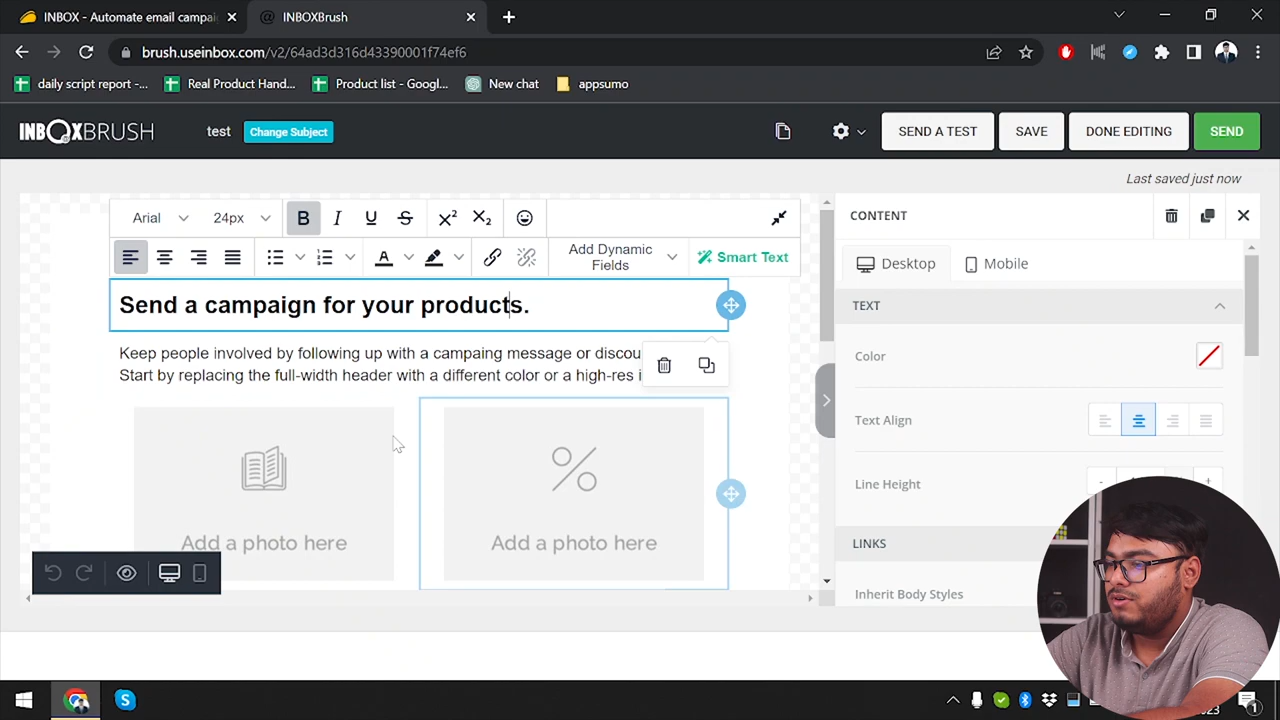 INBOX - Automate email campa
INBOXBrush
brush.useinbox.com/v2/64ad3d316d43390001f74ef6
daily script report -...
Real Product Hand...
Product list - Googl...
New chat
appsumo
INBOXBRUSH
test
Change Subject
SEND A TEST
SAVE
DONE EDITING
SEND
Last saved just now
Arial
24px
B I U S X² X₂
A
Add Dynamic
Fields
Smart Text
Send a campaign for your products.
Keep people involved by following up with a campaing message or discou
Start by replacing the full-width header with a different color or a high-res i
Add a photo here
Add a photo here
CONTENT
Desktop
Mobile
TEXT
Color
Text Align
Line Height
- +
LINKS
Inherit Body Styles